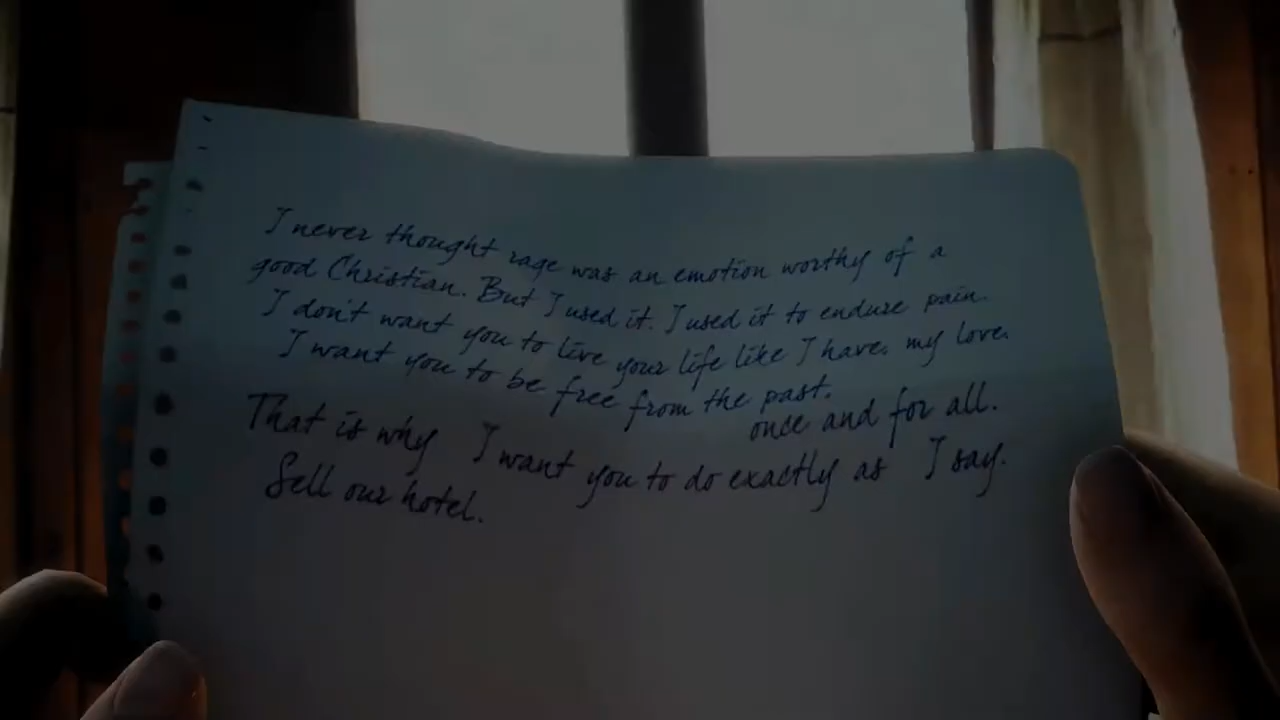 I never thought rage was an emotion worthy of a
good Christian. But I used it. I used it to endure pain.
I don't want you to live your life like I have, my love.
I want you to be free from the past.
once and for all.
That is why I want you to do exactly as I say.
Sell our hotel.